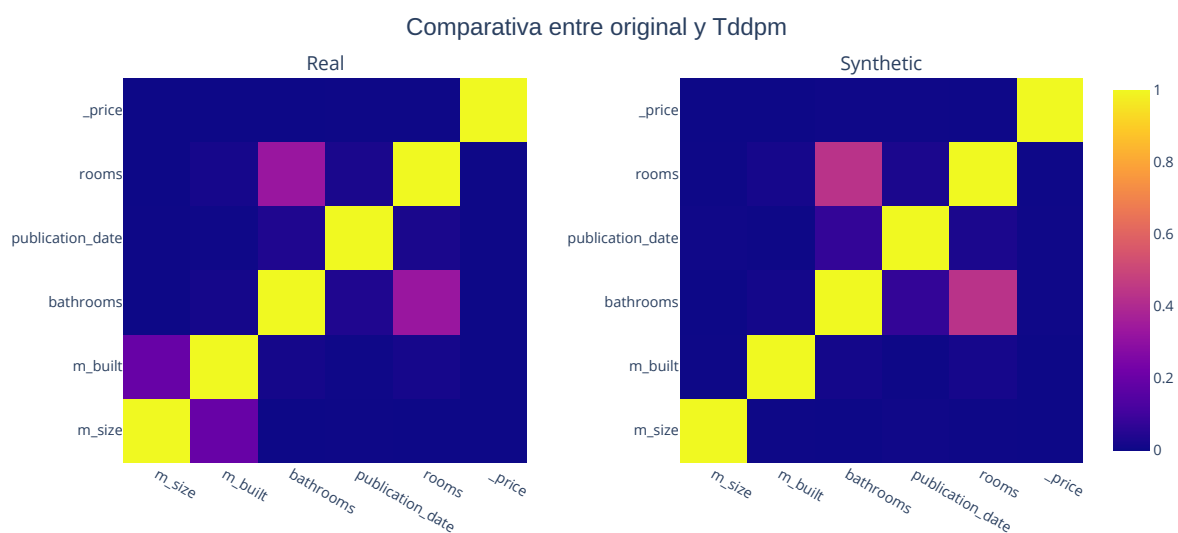 Comparativa entre original y Tddpm
Real
_price
rooms
publication_date
bathrooms
m_built
m_size
m_size
m_built
bathrooms
publication_date
rooms
_price
Synthetic
_price
rooms
publication_date
bathrooms
m_built
m_size
m_size
m_built
bathrooms
publication_date
rooms
_price
1
0.8
0.6
0.4
0.2
0